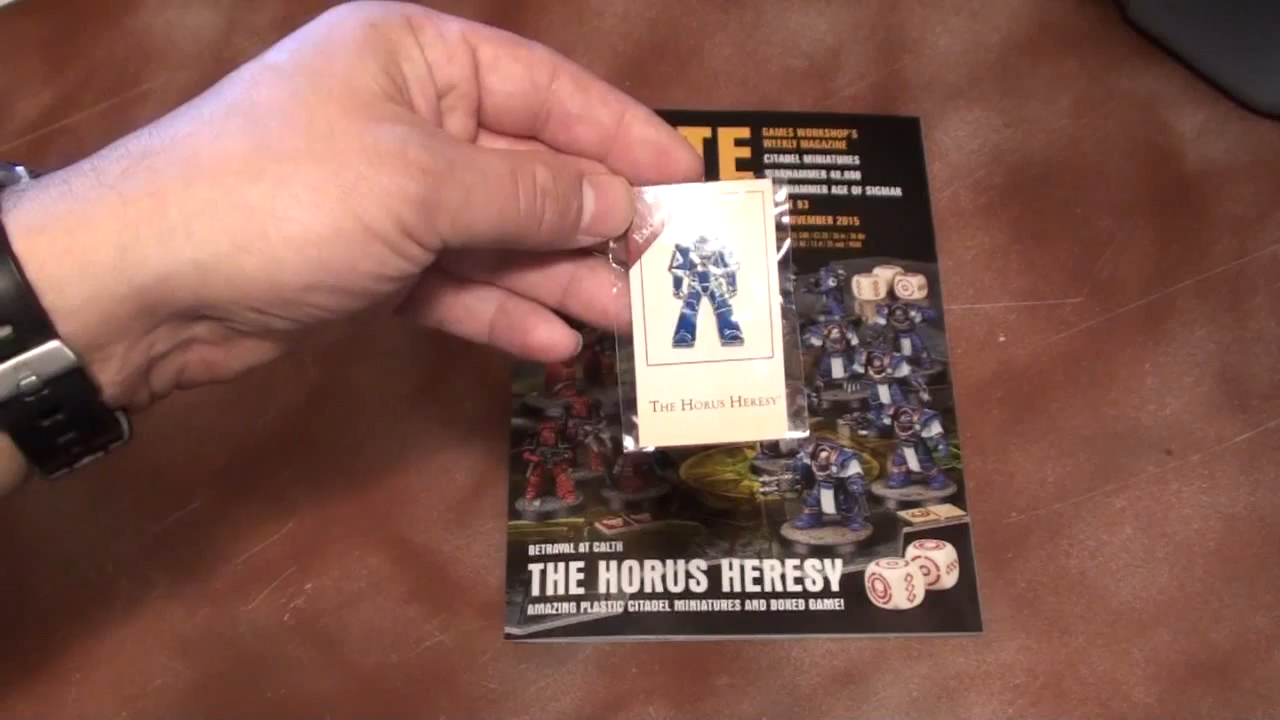 TE
GAMES WORKSHOP'S
WEEKLY MAGAZINE
CITADEL MINIATURES
WARHAMMER 40,000
HAMMER AGE OF SIGMAR
E 93
VEMBER 2015
THE HORUS HERESY
BETRAYAL AT CALTH
THE HORUS HERESY
AMAZING PLASTIC CITADEL MINIATURES AND BOXED GAME!